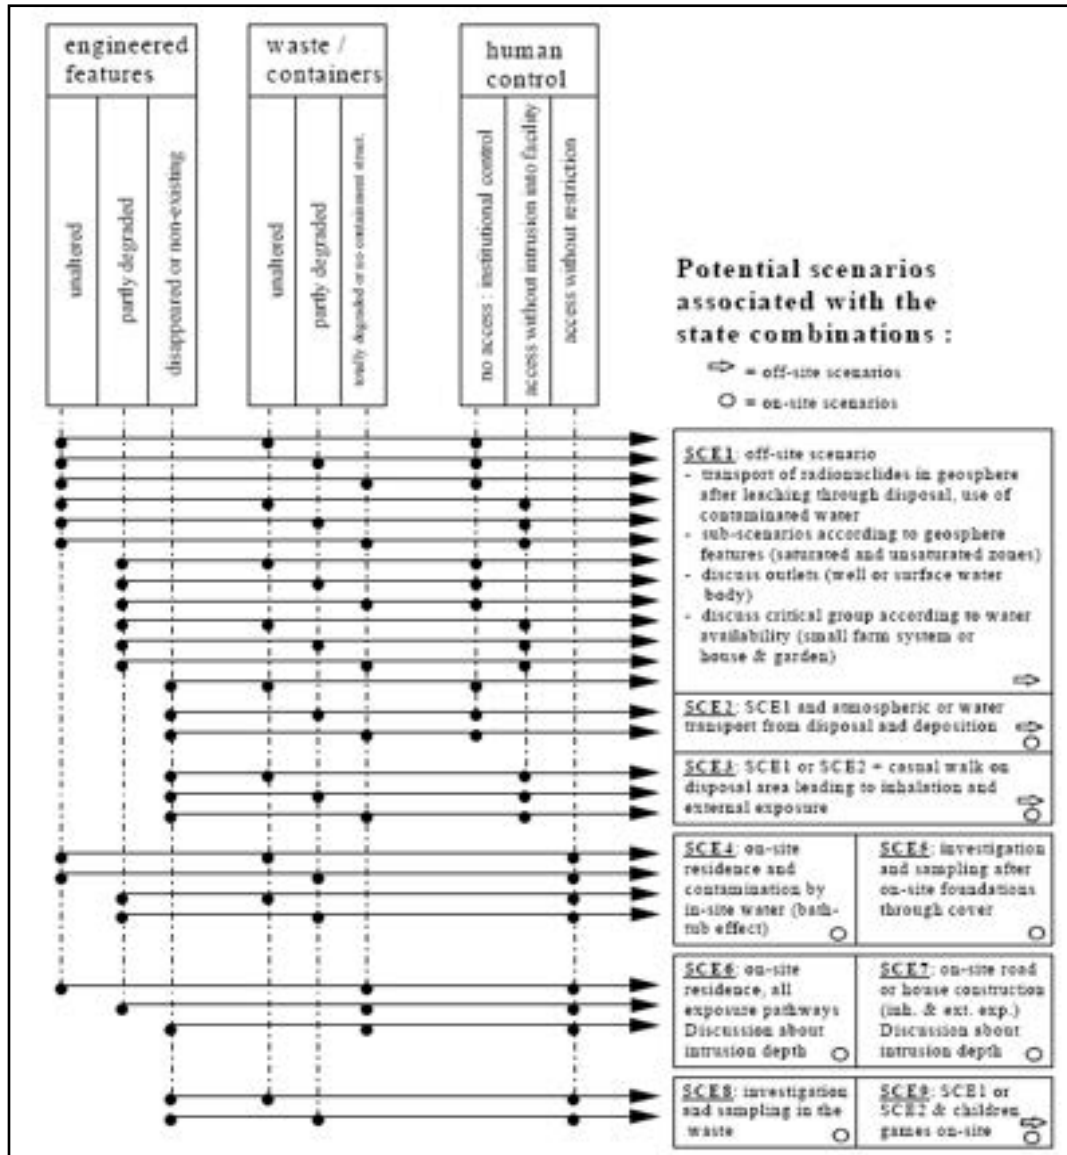 engineered
features
waste /
containers
human
control
unaltered
partly degraded
disappeared or non-existing
unaltered
partly degraded
totally degraded or no containment struct.
no access : institutional control
access without intrusion into facility
access without restriction
Potential scenarios
associated with the
state combinations :
= off-site scenarios
= on-site scenarios
SCE1: off-site scenario
- transport of radionuclides in geosphere
after leaching through disposal, use of
contaminated water
- sub-scenarios according to geosphere
features (saturated and unsaturated zones)
- discuss outlets (well or surface water
body)
- discuss critical group according to water
availability (small farm system or
house & garden)
SCE2: SCE1 and atmospheric or water
transport from disposal and deposition
SCE3: SCE1 or SCE2 + casual walk on
disposal area leading to inhalation and
external exposure
SCE4: on-site
residence and
contamination by
in-site water (bath-
tub effect)
SCE5: investigation
and sampling after
on-site foundations
through cover
SCE6: on-site
residence, all
exposure pathways
Discussion about
intrusion depth
SCE7: on-site road
or house construction
(inh. & ext. exp.)
Discussion about
intrusion depth
SCE8: investigation
and sampling in the
waste
SCE9: SCE1 or
SCE2 & children
games on-site